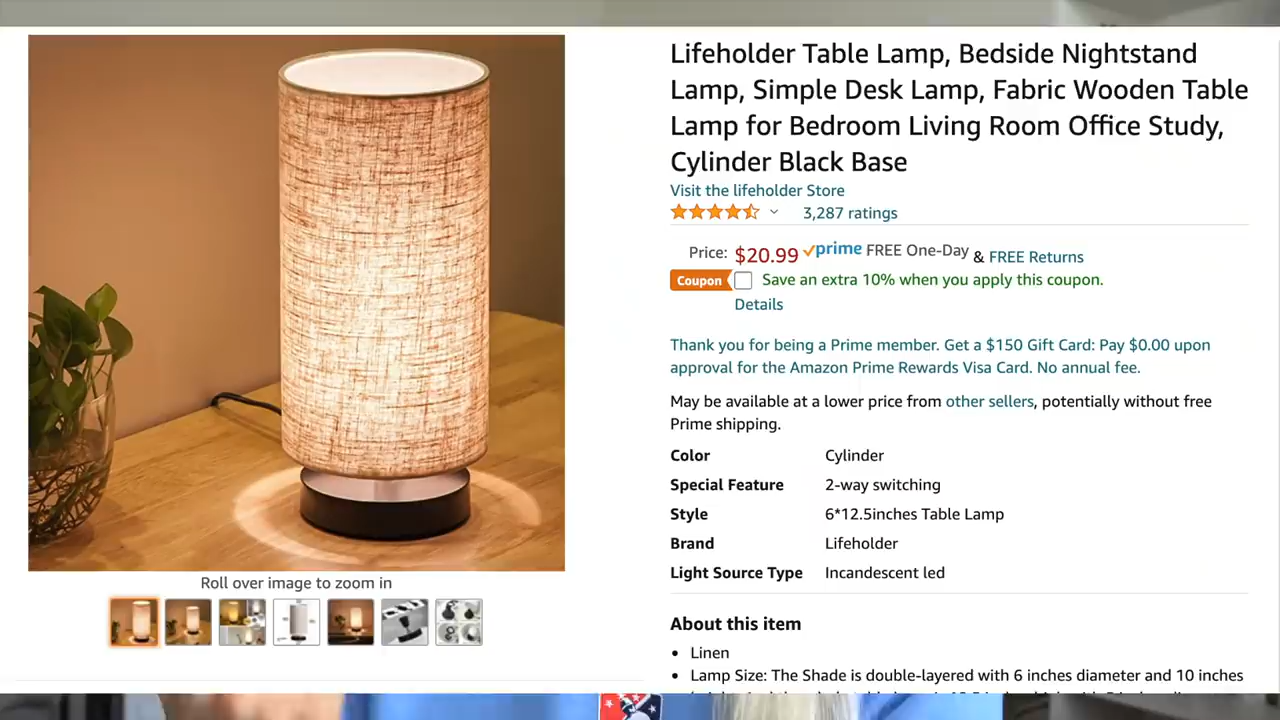 Lifeholder Table Lamp, Bedside Nightstand
Lamp, Simple Desk Lamp, Fabric Wooden Table
Lamp for Bedroom Living Room Office Study,
Cylinder Black Base
Visit the lifeholder Store
3,287 ratings
Price: $20.99 prime FREE One-Day & FREE Returns
Coupon Save an extra 10% when you apply this coupon.
Details
Thank you for being a Prime member. Get a $150 Gift Card: Pay $0.00 upon
approval for the Amazon Prime Rewards Visa Card. No annual fee.
May be available at a lower price from other sellers, potentially without free
Prime shipping.
Color Cylinder
Special Feature 2-way switching
Style 6*12.5inches Table Lamp
Brand Lifeholder
Light Source Type Incandescent led
About this item
• Linen
• Lamp Size: The Shade is double-layered with 6 inches diameter and 10 inches
Roll over image to zoom in